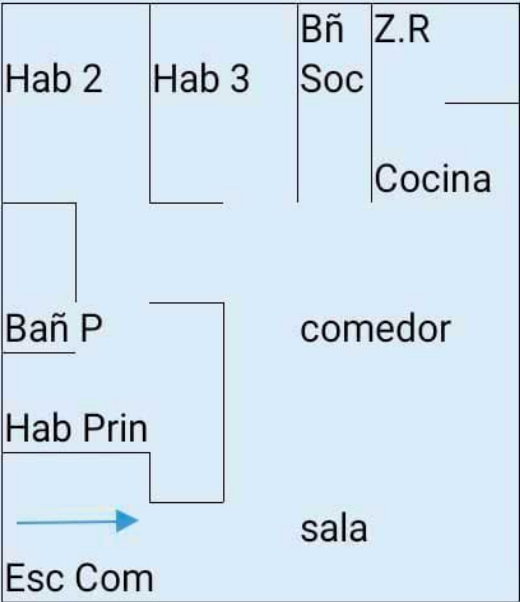 Hab 2
Hab 3
Bñ
Soc
Z.R
Cocina
Bañ P
comedor
Hab Prin
sala
Esc Com